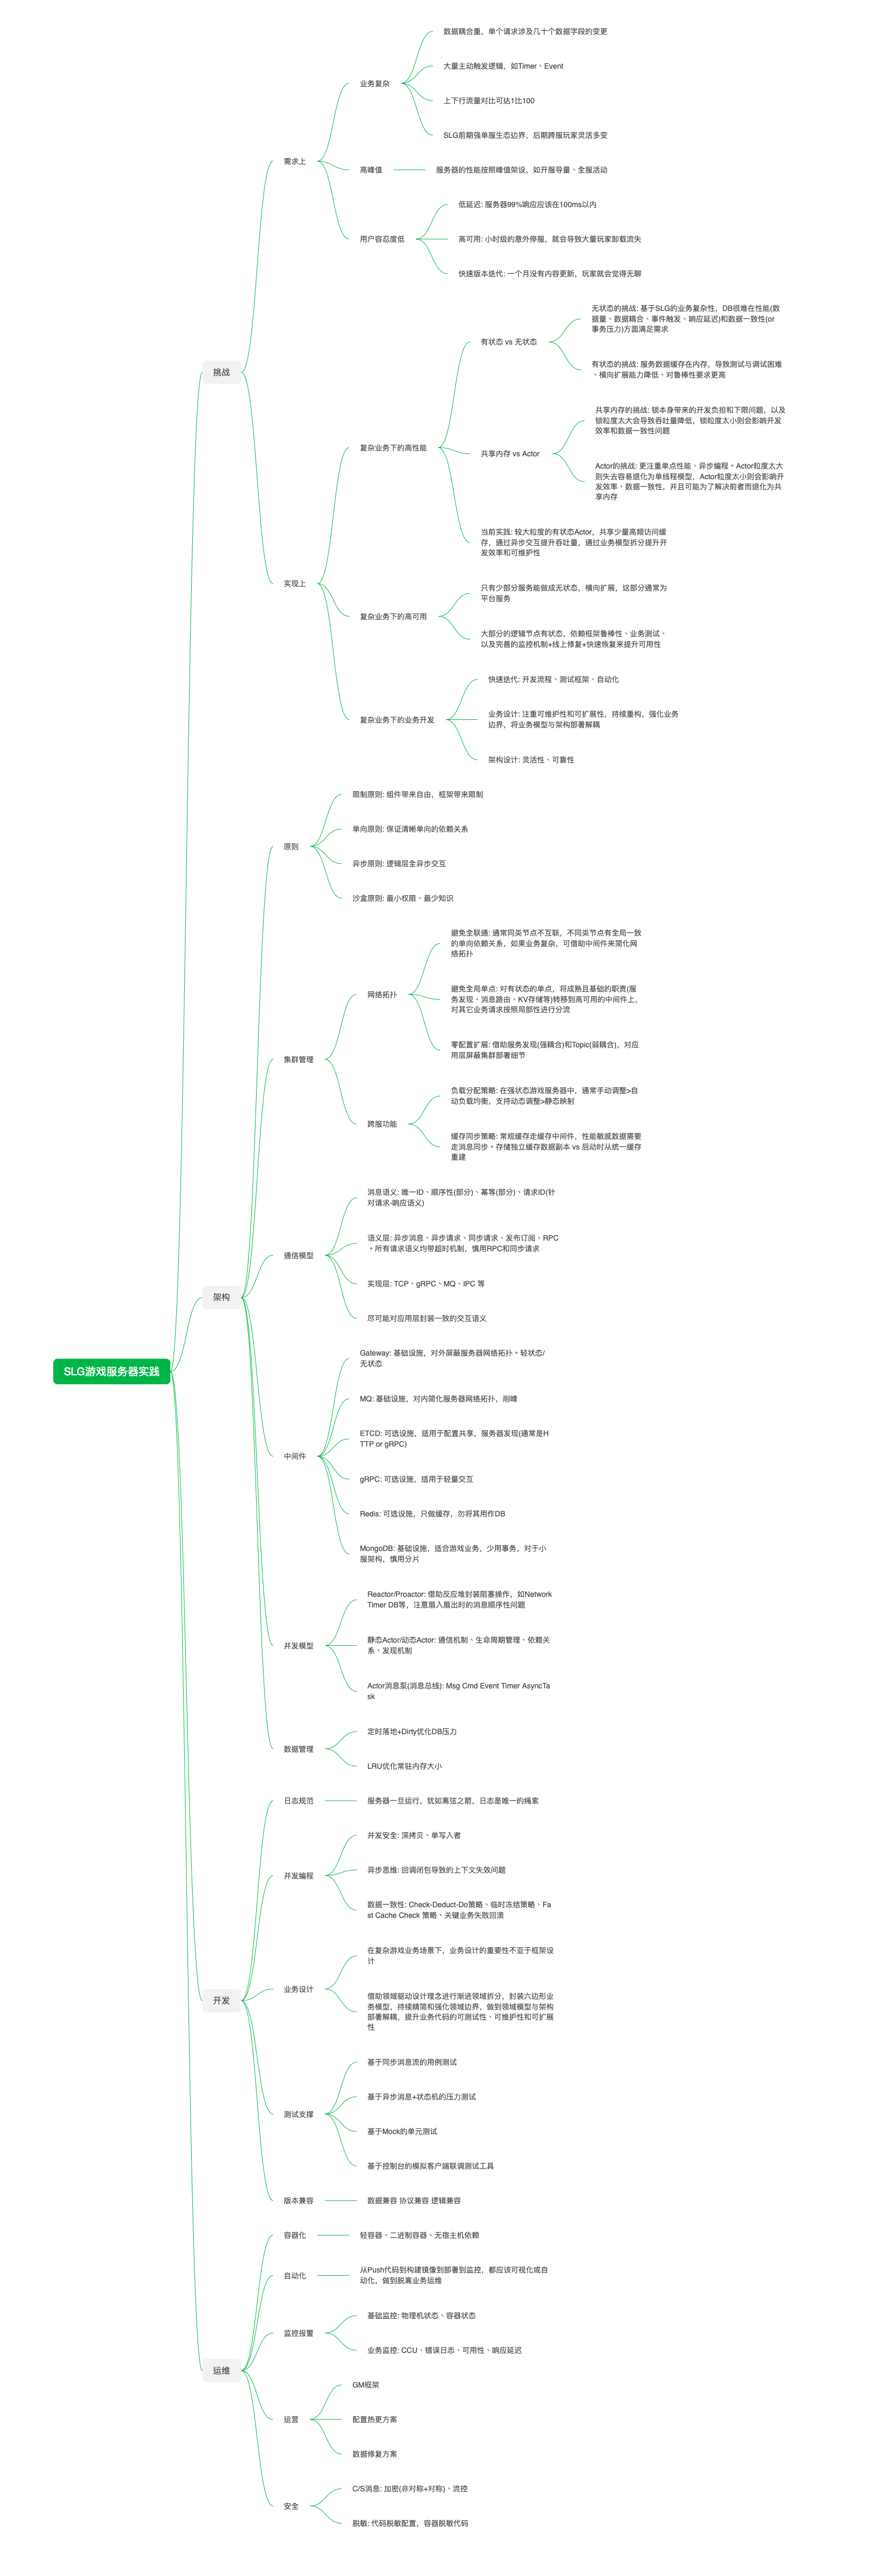 SLG游戏服务器实践
挑战
需求上
业务复杂
数据耦合重，单个请求涉及几十个数据字段的变更
大量主动触发逻辑，如Timer、Event
上下行流量对比可达1比100
SLG前期强单服生态边界，后期跨服玩家灵活多变
高峰值
服务器的性能按照峰值架设，如开服导量、全服活动
用户容忍度低
低延迟: 服务器99%响应应该在100ms以内
高可用: 小时级的意外停服，就会导致大量玩家卸载流失
快速版本迭代: 一个月没有内容更新，玩家就会觉得无聊
实现上
复杂业务下的高性能
有状态 vs 无状态
无状态的挑战: 基于SLG的业务复杂性，DB很难在性能(数
据量、数据耦合、事件触发、响应延迟)和数据一致性(or
事务压力)方面满足需求
有状态的挑战: 服务数据缓存在内存，导致测试与调试困难
、横向扩展能力降低、对鲁棒性要求更高
共享内存 vs Actor
共享内存的挑战: 锁本身带来的开发负担和下限问题，以及
锁粒度太大会导致吞吐量降低，锁粒度太小则会影响开发
效率和数据一致性问题
Actor的挑战: 更注重单点性能、异步编程。Actor粒度太大
则失去容易退化为单线程模型，Actor粒度太小则会影响开
发效率、数据一致性，并且可能为了解决前者而退化为共
享内存
当前实践: 较大粒度的有状态Actor，共享少量高频访问缓
存，通过异步交互提升吞吐量，通过业务模型拆分提升开
发效率和可维护性
复杂业务下的高可用
只有少部分服务能做成无状态，横向扩展，这部分通常为
平台服务
大部分的逻辑节点有状态，依赖框架鲁棒性、业务测试、
以及完善的监控机制+线上修复+快速恢复来提升可用性
复杂业务下的业务开发
快速迭代: 开发流程、测试框架、自动化
业务设计: 注重可维护性和可扩展性，持续重构，强化业务
边界，将业务模型与架构部署解耦
架构设计: 灵活性、可靠性
架构
原则
限制原则: 组件带来自由，框架带来限制
单向原则: 保证清晰单向的依赖关系
异步原则: 逻辑层全异步交互
沙盒原则: 最小权限、最少知识
集群管理
网络拓扑
避免全联通: 通常同类节点不互联，不同类节点有全局一致
的单向依赖关系，如果业务复杂，可借助中间件来简化网
络拓扑
避免全局单点: 对有状态的单点，将成熟且基础的职责(服
务发现、消息路由、KV存储等)转移到高可用的中间件上，
对其它业务请求按照局部性进行分流
零配置扩展: 借助服务发现(强耦合)和Topic(弱耦合)，对应
用层屏蔽集群部署细节
跨服功能
负载分配策略: 在强状态游戏服务器中，通常手动调整>自
动负载均衡，支持动态调整>静态映射
缓存同步策略: 常规缓存走缓存中间件，性能敏感数据需要
走消息同步。存储独立缓存数据副本 vs 启动时从统一缓存
重建
通信模型
消息语义: 唯一ID、顺序性(部分)、幂等(部分)、请求ID(针
对请求-响应语义)
语义层: 异步消息、异步请求、同步请求、发布订阅、RPC
。所有请求语义均带超时机制，慎用RPC和同步请求
实现层: TCP、gRPC、MQ、IPC 等
尽可能对应用层封装一致的交互语义
中间件
Gateway: 基础设施，对外屏蔽服务器网络拓扑。轻状态/
无状态
MQ: 基础设施，对内简化服务器网络拓扑，削峰
ETCD: 可选设施，适用于配置共享，服务器发现(通常是H
TTP or gRPC)
gRPC: 可选设施，适用于轻量交互
Redis: 可选设施，只做缓存，勿将其用作DB
MongoDB: 基础设施，适合游戏业务，少用事务，对于小
服架构，慎用分片
并发模型
Reactor/Proactor: 借助反应堆封装阻塞操作，如Network
Timer DB等，注意扇入扇出时的消息顺序性问题
静态Actor/动态Actor: 通信机制、生命周期管理、依赖关
系、发现机制
Actor消息泵(消息总线): Msg Cmd Event Timer AsyncTa
sk
数据管理
定时落地+Dirty优化DB压力
LRU优化常驻内存大小
开发
日志规范
服务器一旦运行，犹如离弦之箭，日志是唯一的绳索
并发编程
并发安全: 深拷贝、单写入者
异步思维: 回调闭包导致的上下文失效问题
数据一致性: Check-Deduct-Do策略、临时冻结策略、Fa
st Cache Check 策略、关键业务失败回滚
业务设计
在复杂游戏业务场景下，业务设计的重要性不亚于框架设
计
借助领域驱动设计理念进行渐进领域拆分，封装六边形业
务模型，持续精简和强化领域边界，做到领域模型与架构
部署解耦，提升业务代码的可测试性、可维护性和可扩展
性
测试支撑
基于同步消息流的用例测试
基于异步消息+状态机的压力测试
基于Mock的单元测试
基于控制台的模拟客户端联调测试工具
版本兼容
数据兼容 协议兼容 逻辑兼容
运维
容器化
轻容器、二进制容器、无宿主机依赖
自动化
从Push代码到构建镜像到部署到监控，都应该可视化或自
动化，做到脱离业务运维
监控报警
基础监控: 物理机状态、容器状态
业务监控: CCU、错误日志、可用性、响应延迟
运营
GM框架
配置热更方案
数据修复方案
安全
C/S消息: 加密(非对称+对称)、流控
脱敏: 代码脱敏配置，容器脱敏代码